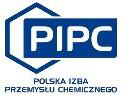 PIPC
POLSKA IZBA
PRZEMYSŁU CHEMICZNEGO